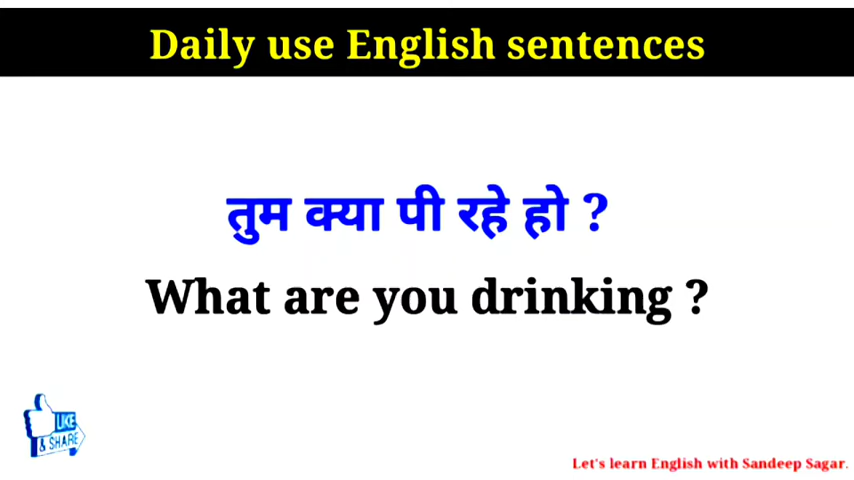 Daily use English sentences
तुम क्या पी रहे हो ?
What are you drinking ?
LIKE
& SHARE
Let's learn English with Sandeep Sagar.